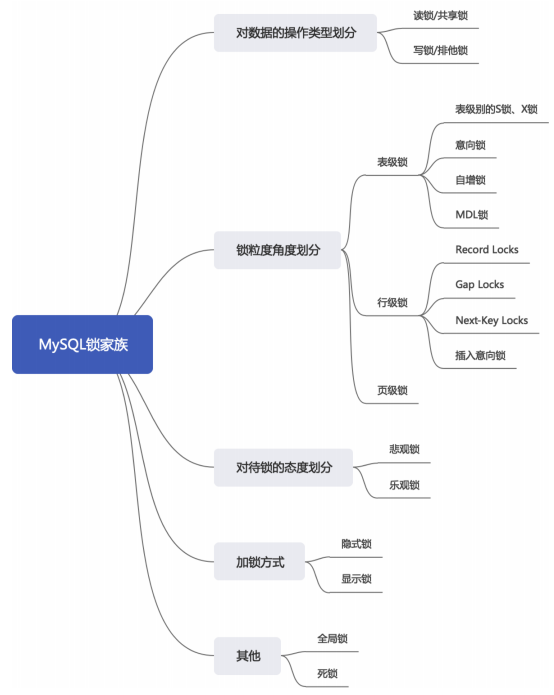 MySQL锁家族
对数据的操作类型划分
读锁/共享锁
写锁/排他锁
锁粒度角度划分
表级锁
表级别的S锁、X锁
意向锁
自增锁
MDL锁
行级锁
Record Locks
Gap Locks
Next-Key Locks
插入意向锁
页级锁
对待锁的态度划分
悲观锁
乐观锁
加锁方式
隐式锁
显示锁
其他
全局锁
死锁